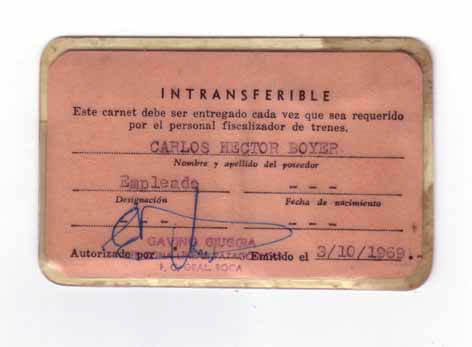 INTRANSFERIBLE
Este carnet debe ser entregado cada vez que sea requerido
por el personal fiscalizador de trenes.
CARLOS HECTOR BOYER
Nombre y apellido del poseedor
Empleado - - -
Designación Fecha de nacimiento
- - - -
GAVINO GIUGGIA
Autorizado por Emitido el 3/10/1969.
F. C. GRAL. ROCA